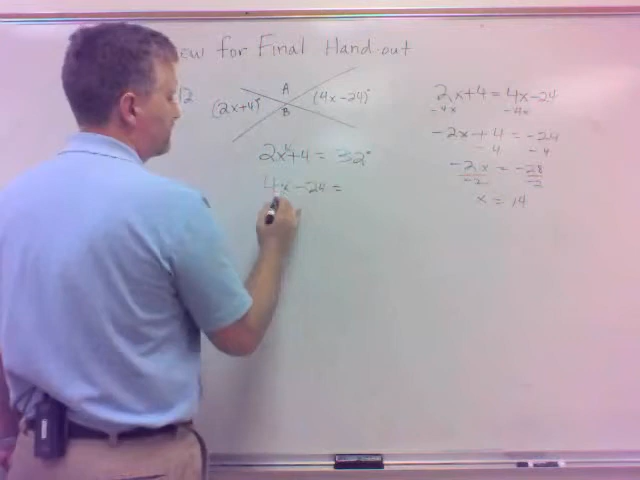 for Final Hand-out
A
B
(2x+4)°
(4x-24)°
2x+4 = 32°
4x-24 =
2x+4 = 4x-24
-4x -4x
-2x+4 = -24
-4 -4
-2x = -28
-2 -2
x = 14